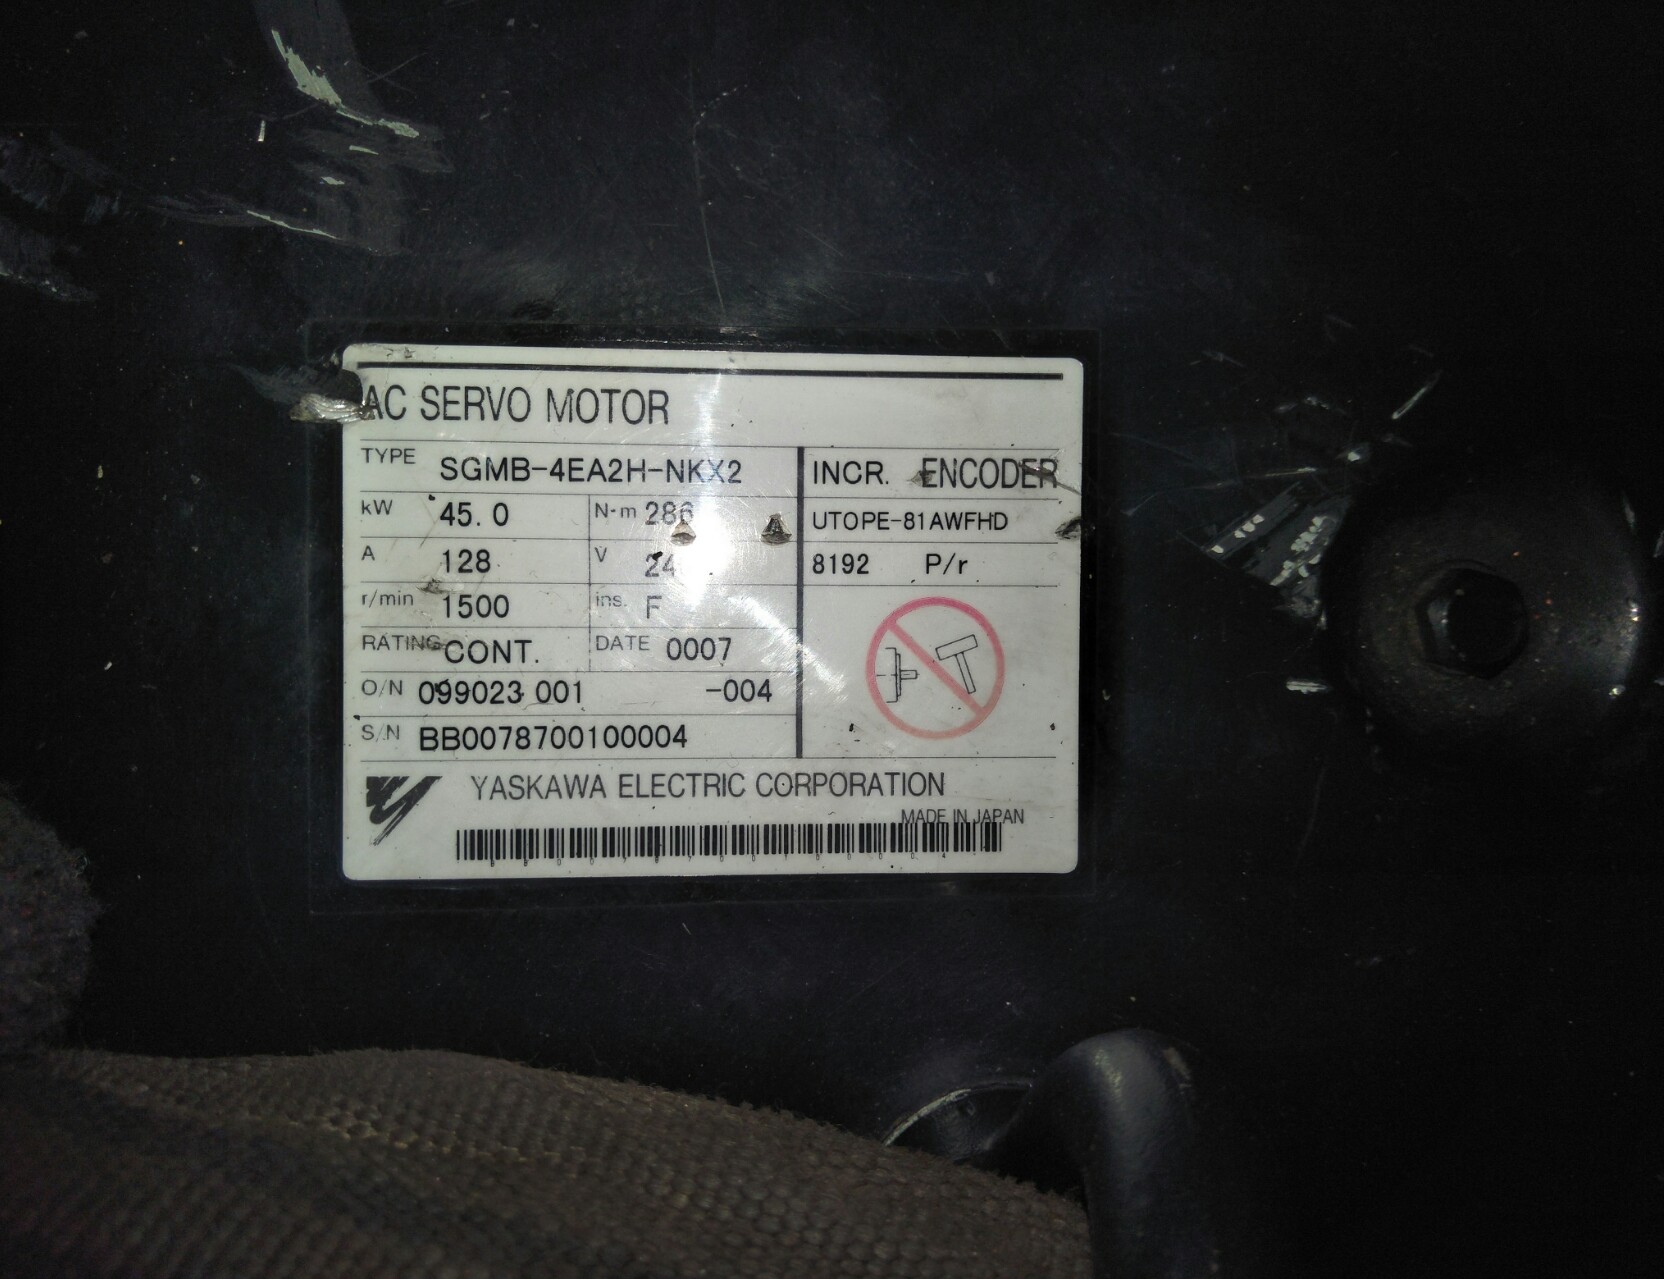 AC SERVO MOTOR
TYPE SGMB-4EA2H-NKX2
kW 45.0 N-m 286
A 128 V
r/min 1500 ins. F
RATING CONT. DATE 0007
O/N 099023 001 -004
S/N BB0078700100004
INCR. ENCODER
UTOPE-81AWFHD
8192 P/r
YASKAWA ELECTRIC CORPORATION
MADE IN JAPAN